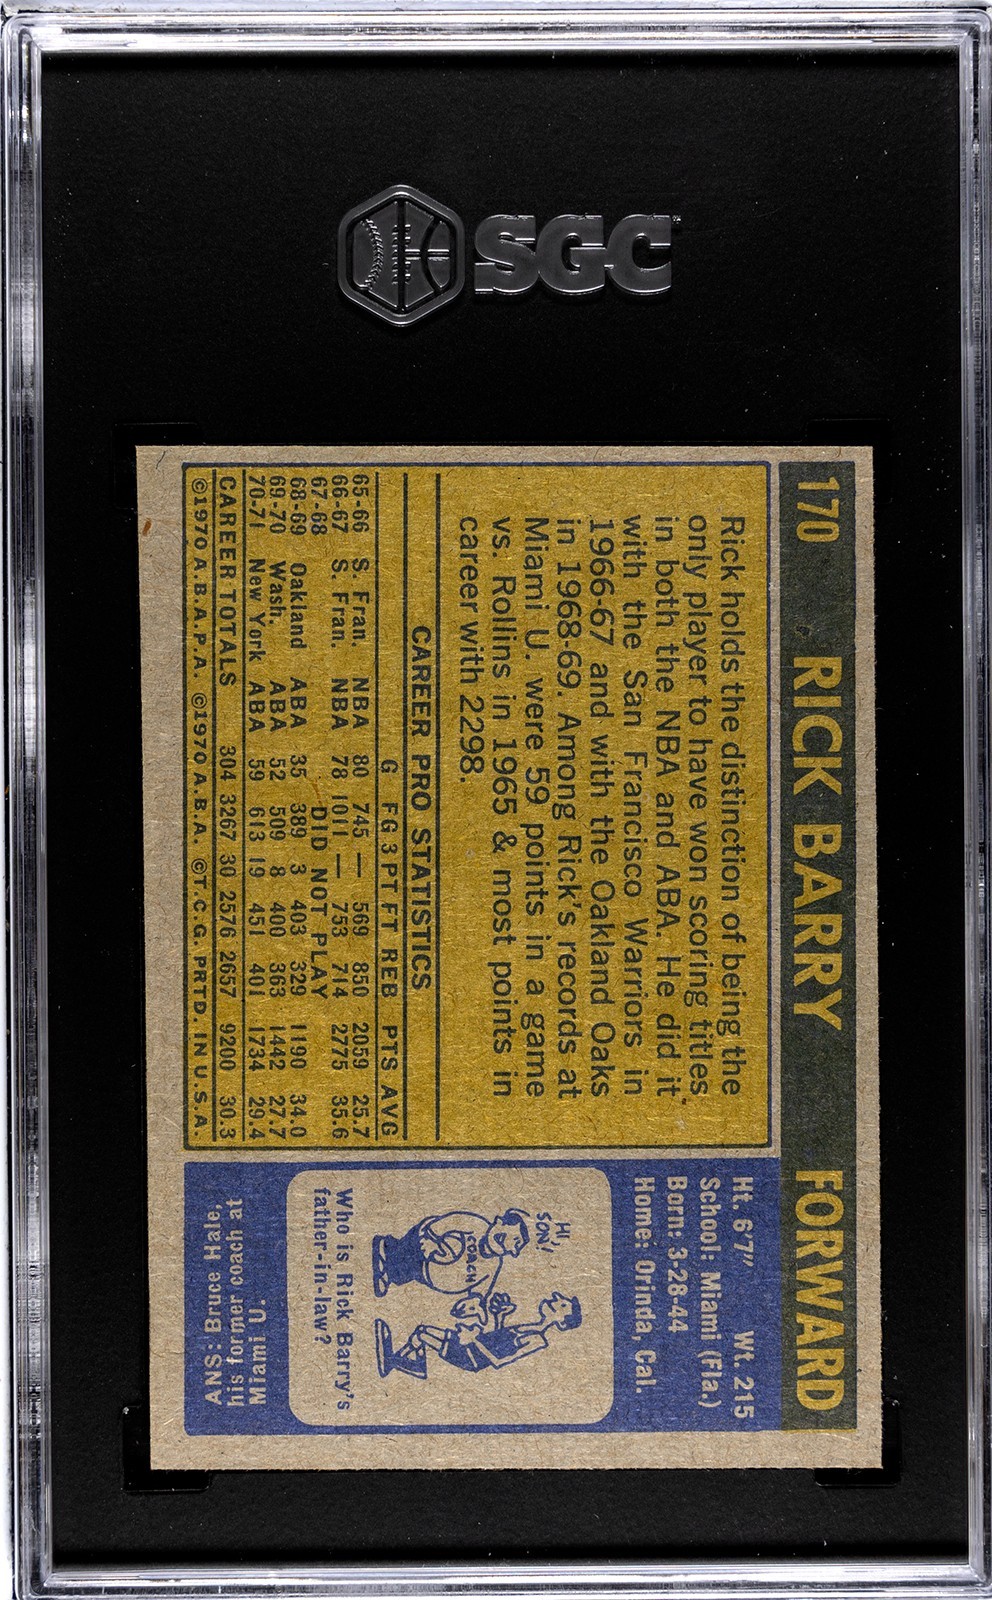 SGC
170 RICK BARRY FORWARD
Rick holds the distinction of being the
only player to have won scoring titles
in both the NBA and ABA. He did it
with the San Francisco Warriors in
1966-67 and with the Oakland Oaks
in 1968-69. Among Rick's records at
Miami U. were 59 points in a game
vs. Rollins in 1965 & most points in
career with 2298.
CAREER PRO STATISTICS
G FG 3PT FT REB PTS AVG
65-66 S. Fran. NBA 80 745 — 569 850 2059 25.7
66-67 S. Fran. NBA 78 1011 — 753 714 2775 35.6
67-68 DID NOT PLAY
68-69 Oakland ABA 35 389 3 403 329 1190 34.0
69-70 Wash. ABA 52 509 8 400 363 1442 27.7
70-71 New York ABA 59 613 19 451 401 1734 29.4
CAREER TOTALS 304 3267 30 2576 2657 9200 30.3
©1970 A.B.A.P.A. ©1970 A.B.A. ©T.C.G. PRTD. IN U.S.A.
Ht. 6'7" Wt. 215
School: Miami (Fla.)
Born: 3-28-44
Home: Orinda, Cal.
HI,
SON!
COACH
Who is Rick Barry's
father-in-law?
ANS: Bruce Hale,
his former coach at
Miami U.